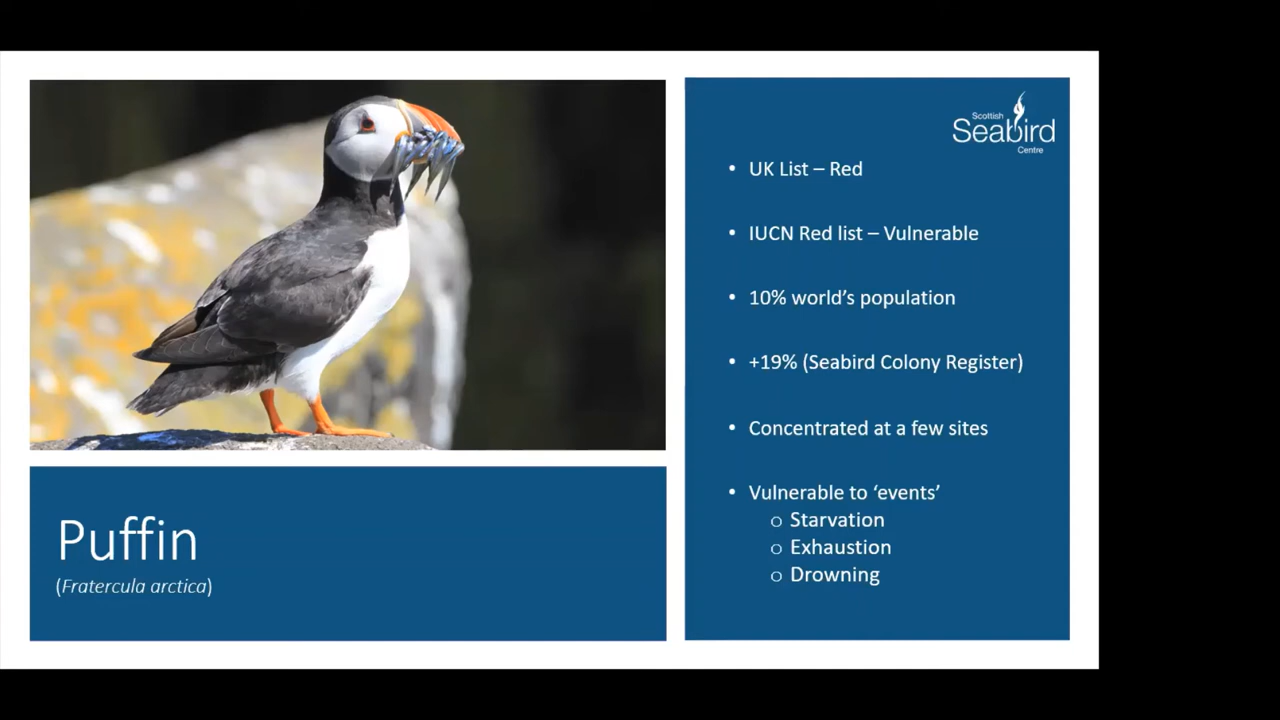 Puffin
(Fratercula arctica)
Scottish
Seabird
Centre
• UK List – Red
• IUCN Red list – Vulnerable
• 10% world’s population
• +19% (Seabird Colony Register)
• Concentrated at a few sites
• Vulnerable to ‘events’
o Starvation
o Exhaustion
o Drowning